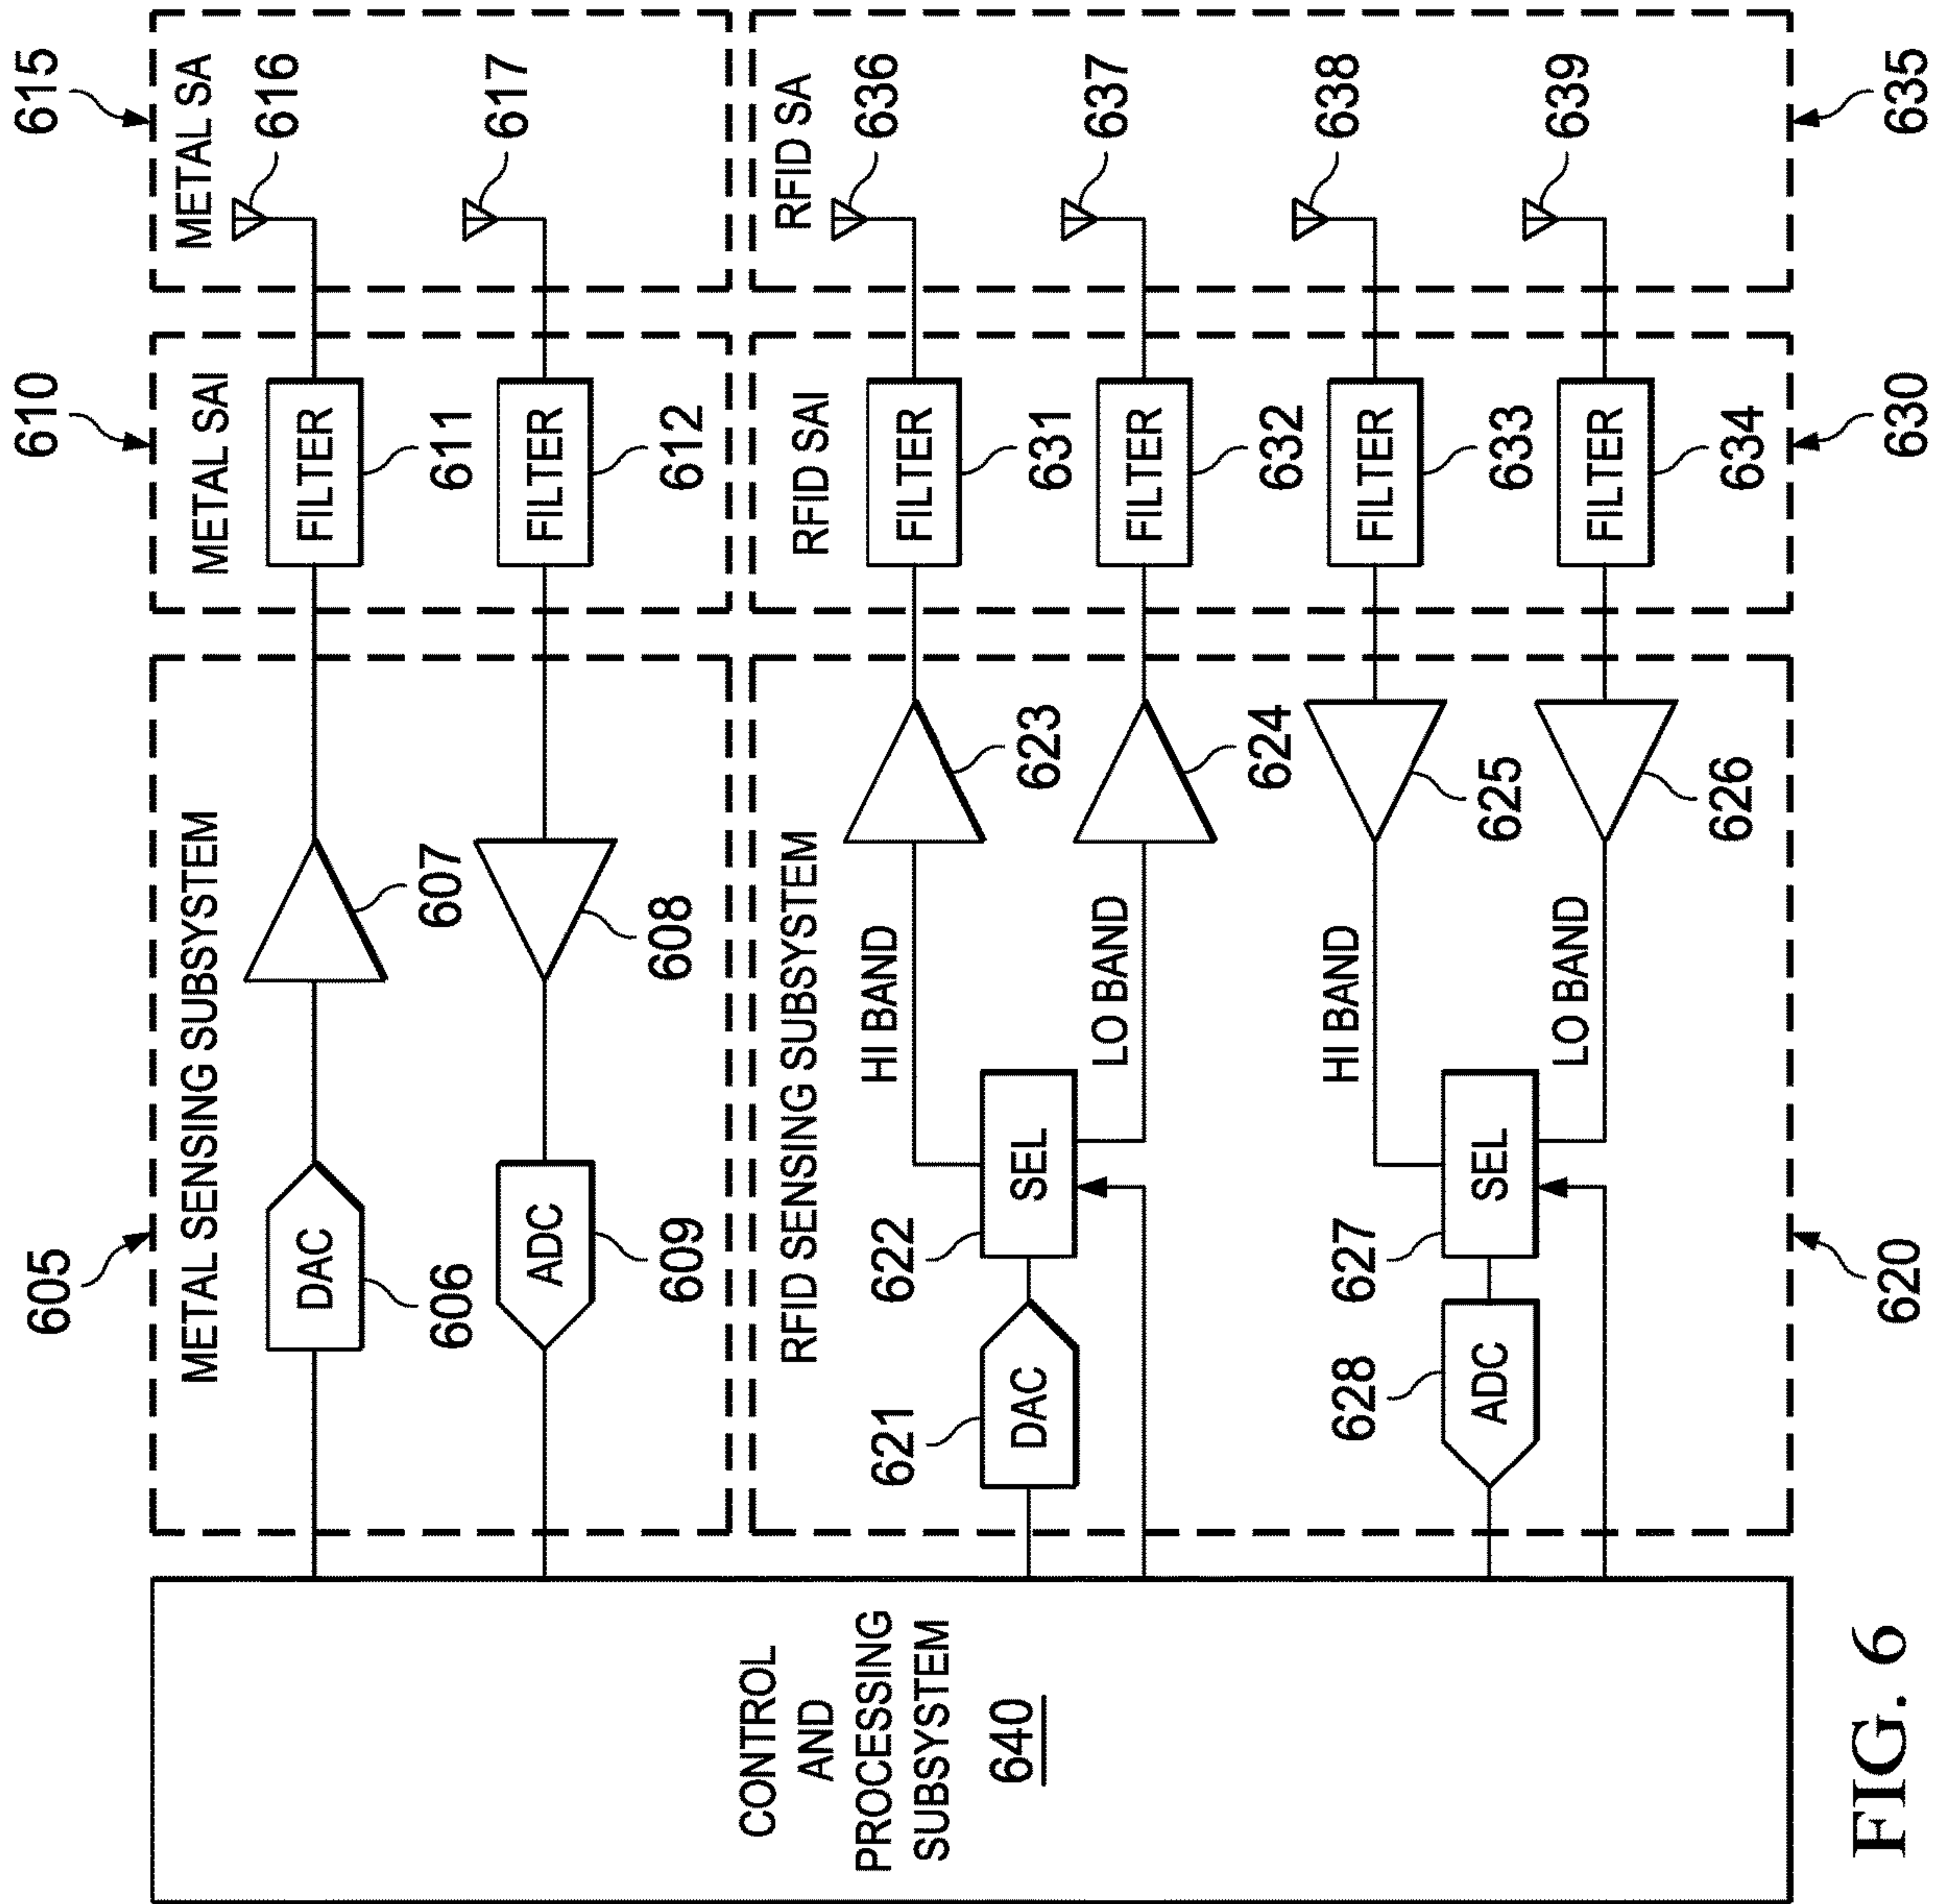 615
METAL SA
616
617
RFID SA
636
637
638
639
635
610
METAL SAI
FILTER
611
FILTER
612
RFID SAI
FILTER
631
FILTER
632
FILTER
633
FILTER
634
630
605
METAL SENSING SUBSYSTEM
DAC
606
607
608
ADC
609
RFID SENSING SUBSYSTEM
HI BAND
623
LO BAND
624
621
DAC
622
SEL
HI BAND
625
LO BAND
626
627
SEL
628
ADC
620
CONTROL
AND
PROCESSING
SUBSYSTEM
640
FIG. 6